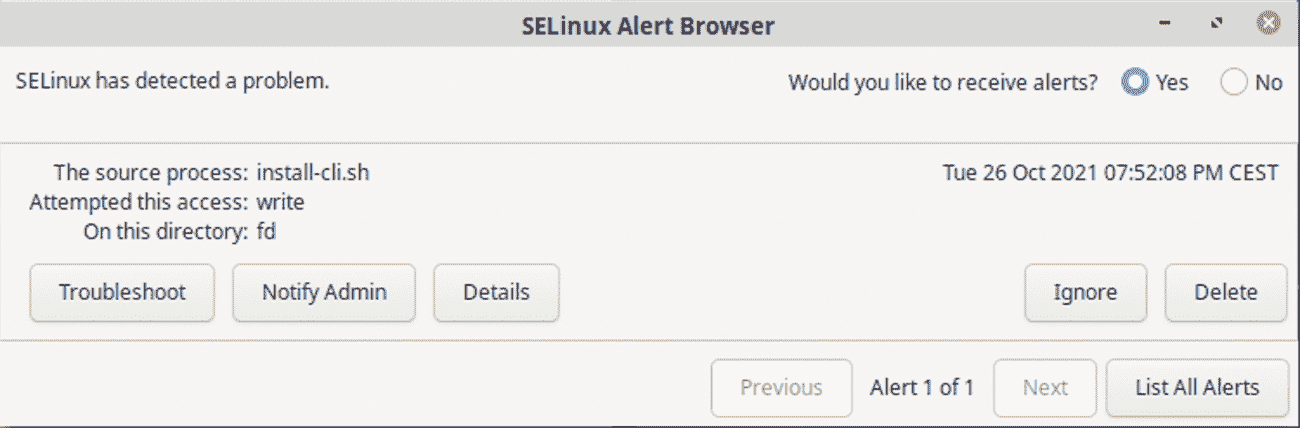 SELinux Alert Browser
SELinux has detected a problem.
Would you like to receive alerts? Yes No
The source process: install-cli.sh
Tue 26 Oct 2021 07:52:08 PM CEST
Attempted this access: write
On this directory: fd
Troubleshoot Notify Admin Details Ignore Delete
Previous Alert 1 of 1 Next List All Alerts